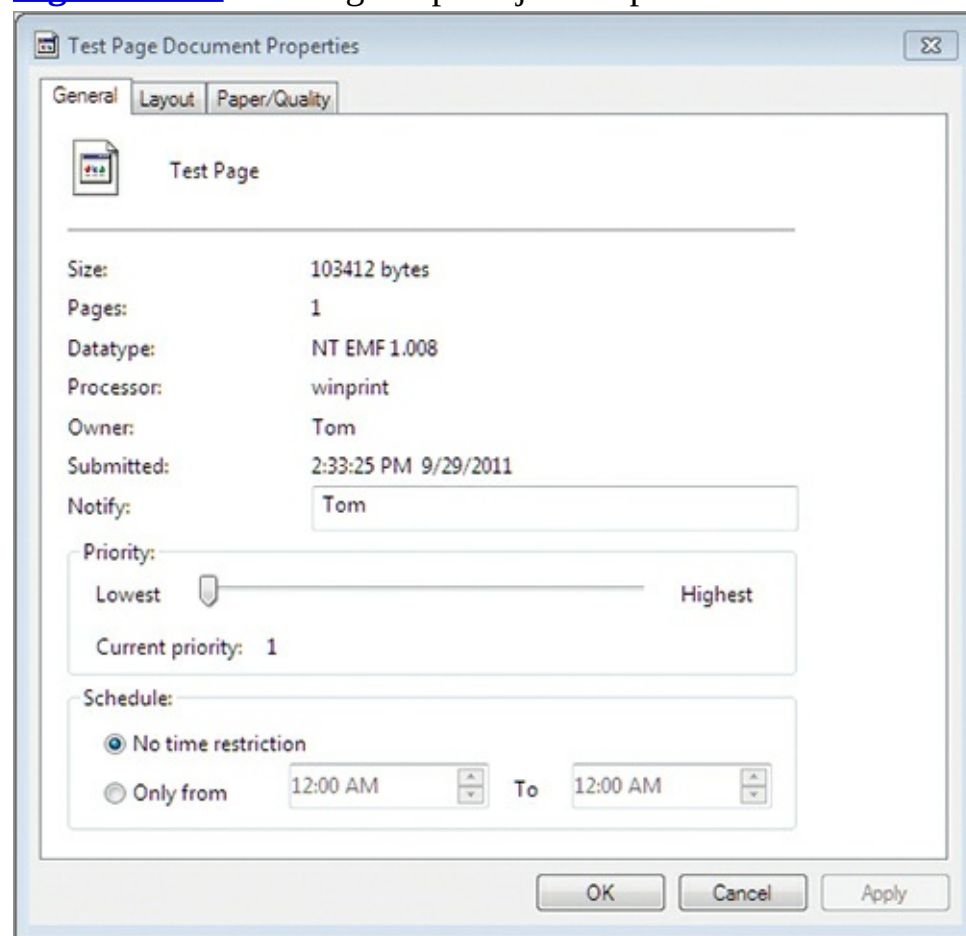 Test Page Document Properties
General Layout Paper/Quality
Test Page
Size: 103412 bytes
Pages: 1
Datatype: NT EMF 1.008
Processor: winprint
Owner: Tom
Submitted: 2:33:25 PM 9/29/2011
Notify: Tom
Priority:
Lowest Highest
Current priority: 1
Schedule:
No time restriction
Only from 12:00 AM To 12:00 AM
OK Cancel Apply